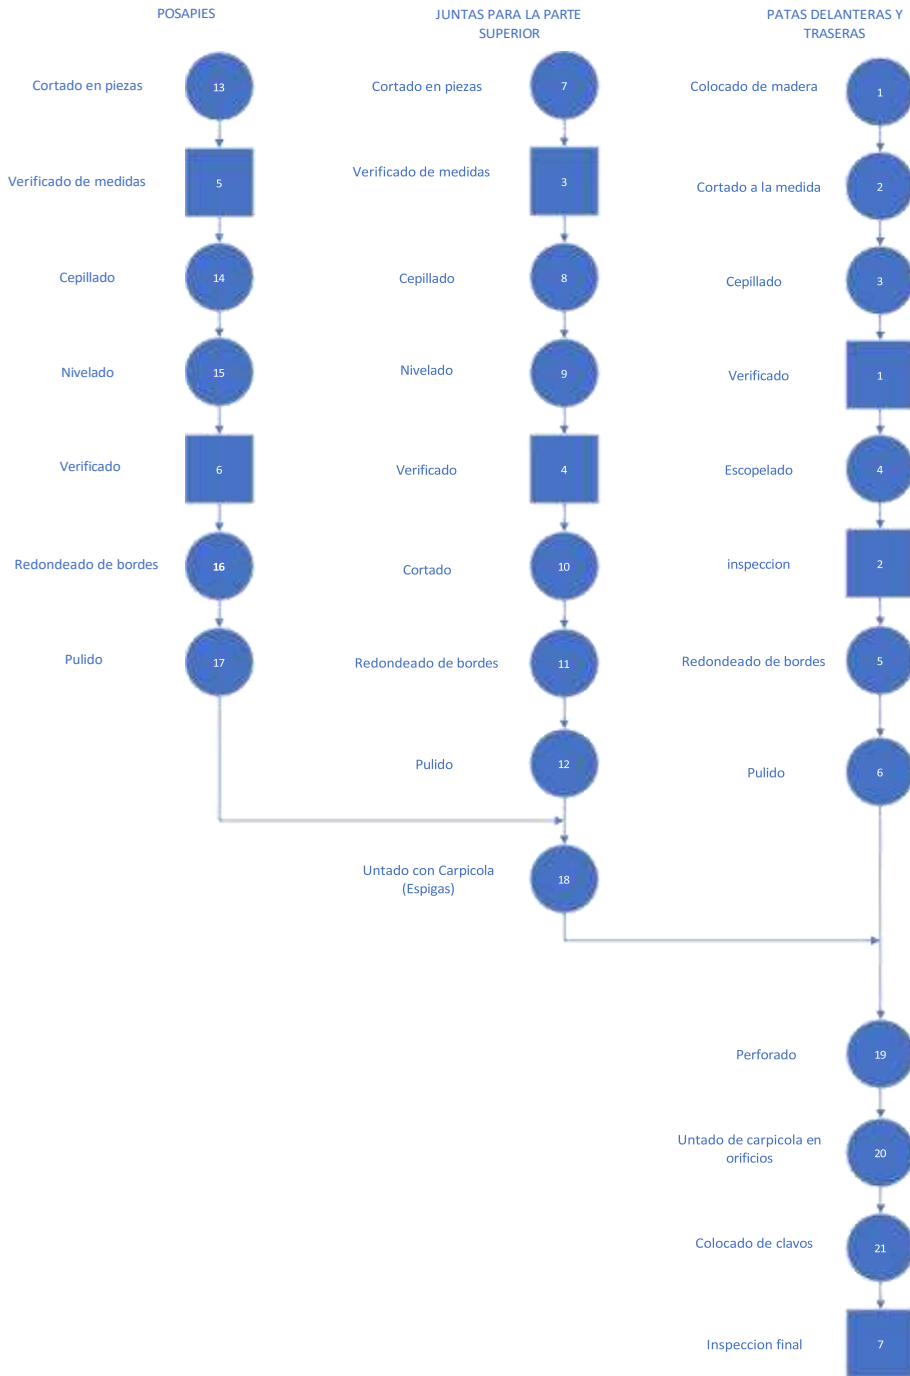 POSAPIES
JUNTAS PARA LA PARTE
SUPERIOR
PATAS DELANTERAS Y
TRASERAS
Cortado en piezas
13
Cortado en piezas
7
Colocado de madera
1
Verificado de medidas
5
Verificado de medidas
3
Cortado a la medida
2
Cepillado
14
Cepillado
8
Cepillado
3
Nivelado
15
Nivelado
9
Verificado
1
Verificado
6
Verificado
4
Escopelado
4
Redondeado de bordes
16
Cortado
10
inspeccion
2
Pulido
17
Redondeado de bordes
11
Redondeado de bordes
5
Pulido
12
Pulido
6
Untado con Carpicola
(Espigas)
18
Perforado
19
Untado de carpicola en
orificios
20
Colocado de clavos
21
Inspeccion final
7